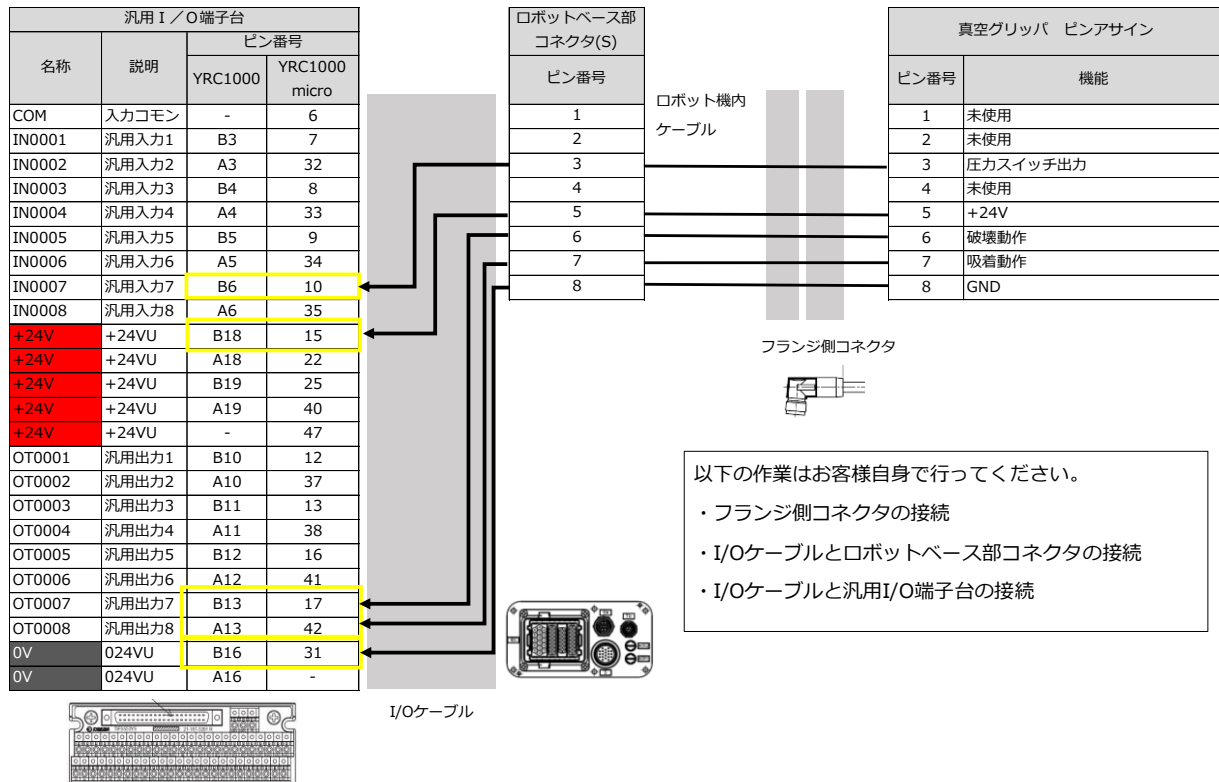 汎用Ⅰ／O端子台
名称 説明 ピン番号
YRC1000 YRC1000 micro
COM 入力コモン - 6
IN0001 汎用入力1 B3 7
IN0002 汎用入力2 A3 32
IN0003 汎用入力3 B4 8
IN0004 汎用入力4 A4 33
IN0005 汎用入力5 B5 9
IN0006 汎用入力6 A5 34
IN0007 汎用入力7 B6 10
IN0008 汎用入力8 A6 35
+24V +24VU B18 15
+24V +24VU A18 22
+24V +24VU B19 25
+24V +24VU A19 40
+24V +24VU - 47
OT0001 汎用出力1 B10 12
OT0002 汎用出力2 A10 37
OT0003 汎用出力3 B11 13
OT0004 汎用出力4 A11 38
OT0005 汎用出力5 B12 16
OT0006 汎用出力6 A12 41
OT0007 汎用出力7 B13 17
OT0008 汎用出力8 A13 42
0V 024VU B16 31
0V 024VU A16 -
I/Oケーブル
ロボットベース部
コネクタ(S)
ピン番号
1
2
3
4
5
6
7
8
ロボット機内
ケーブル
真空グリッパ　ピンアサイン
ピン番号 機能
1 未使用
2 未使用
3 圧力スイッチ出力
4 未使用
5 +24V
6 破壊動作
7 吸着動作
8 GND
フランジ側コネクタ
以下の作業はお客様自身で行ってください。
・フランジ側コネクタの接続
・I/Oケーブルとロボットベース部コネクタの接続
・I/Oケーブルと汎用I/O端子台の接続